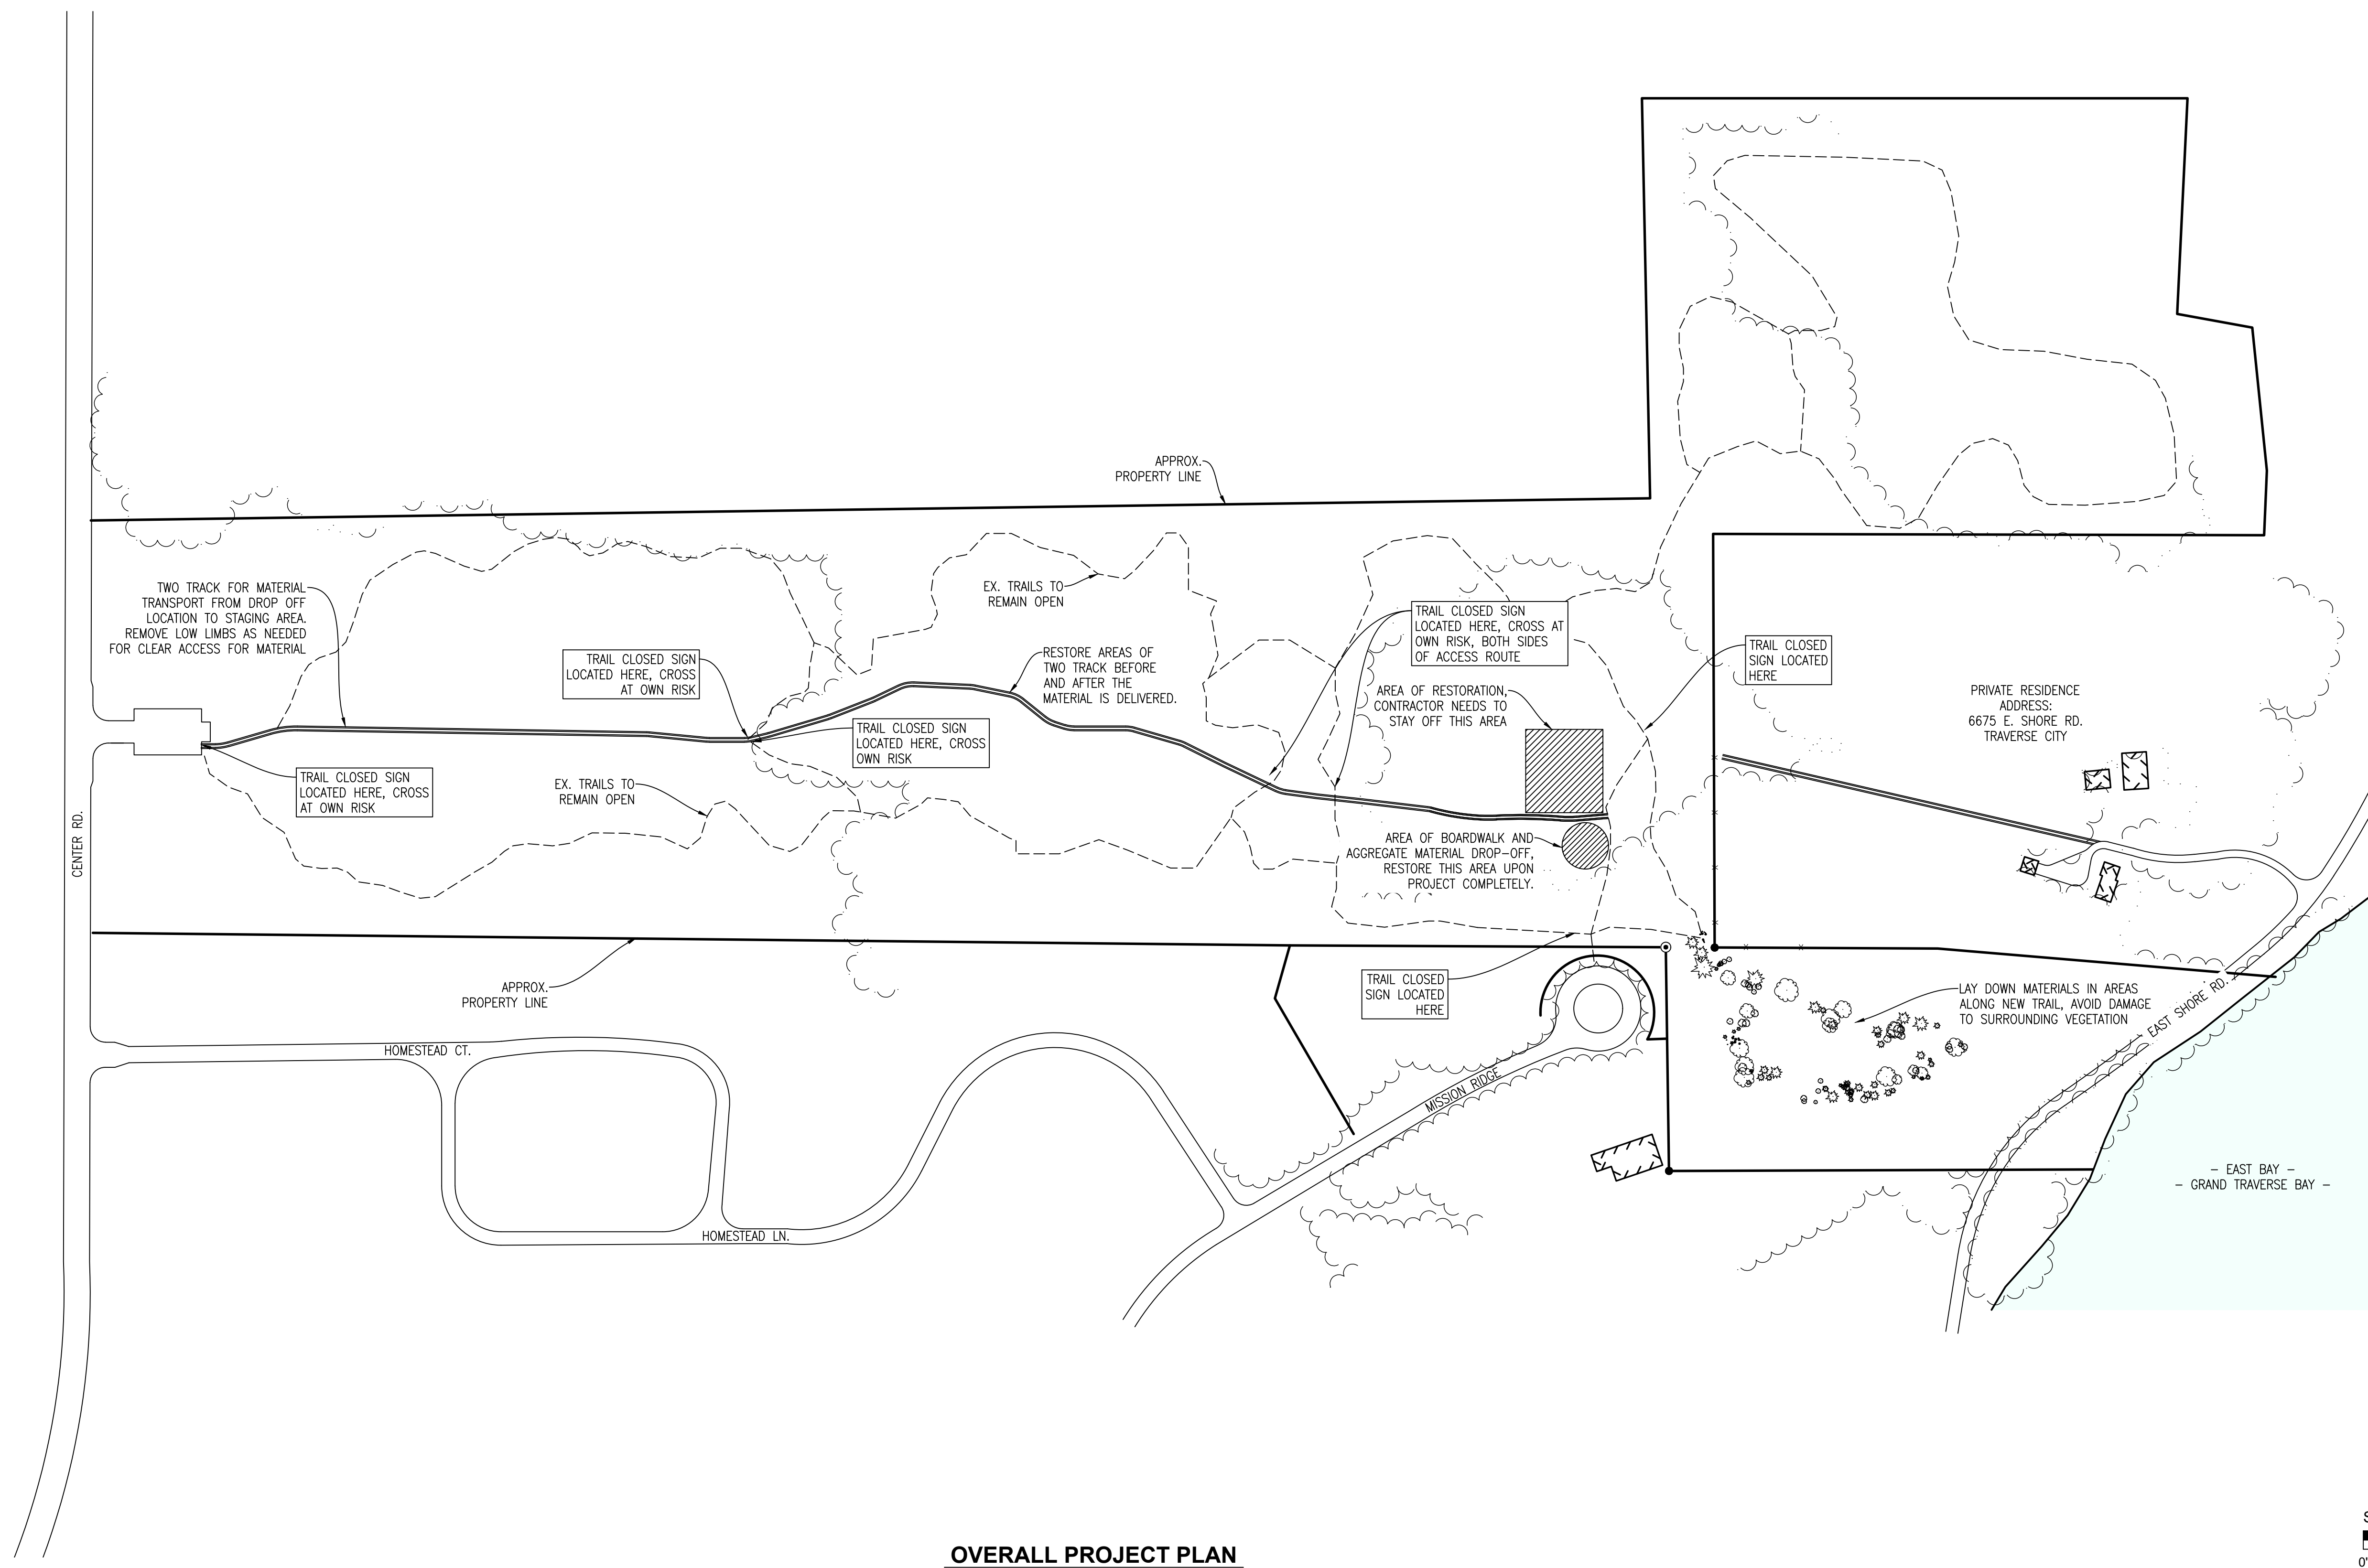 APPROX.
PROPERTY LINE
TWO TRACK FOR MATERIAL
TRANSPORT FROM DROP OFF
LOCATION TO STAGING AREA.
REMOVE LOW LIMBS AS NEEDED
FOR CLEAR ACCESS FOR MATERIAL
EX. TRAILS TO
REMAIN OPEN
TRAIL CLOSED SIGN
LOCATED HERE, CROSS
AT OWN RISK
RESTORE AREAS OF
TWO TRACK BEFORE
AND AFTER THE
MATERIAL IS DELIVERED.
TRAIL CLOSED SIGN
LOCATED HERE, CROSS AT
OWN RISK, BOTH SIDES
OF ACCESS ROUTE
TRAIL CLOSED
SIGN LOCATED
HERE
AREA OF RESTORATION,
CONTRACTOR NEEDS TO
STAY OFF THIS AREA
PRIVATE RESIDENCE
ADDRESS:
6675 E. SHORE RD.
TRAVERSE CITY
TRAIL CLOSED SIGN
LOCATED HERE, CROSS
OWN RISK
TRAIL CLOSED SIGN
LOCATED HERE, CROSS
AT OWN RISK
EX. TRAILS TO
REMAIN OPEN
CENTER RD.
AREA OF BOARDWALK AND
AGGREGATE MATERIAL DROP-OFF,
RESTORE THIS AREA UPON
PROJECT COMPLETELY.
APPROX.
PROPERTY LINE
TRAIL CLOSED
SIGN LOCATED
HERE
LAY DOWN MATERIALS IN AREAS
ALONG NEW TRAIL, AVOID DAMAGE
TO SURROUNDING VEGETATION
EAST SHORE RD.
HOMESTEAD CT.
MISSION RIDGE
- EAST BAY -
- GRAND TRAVERSE BAY -
HOMESTEAD LN.
OVERALL PROJECT PLAN
S
0'